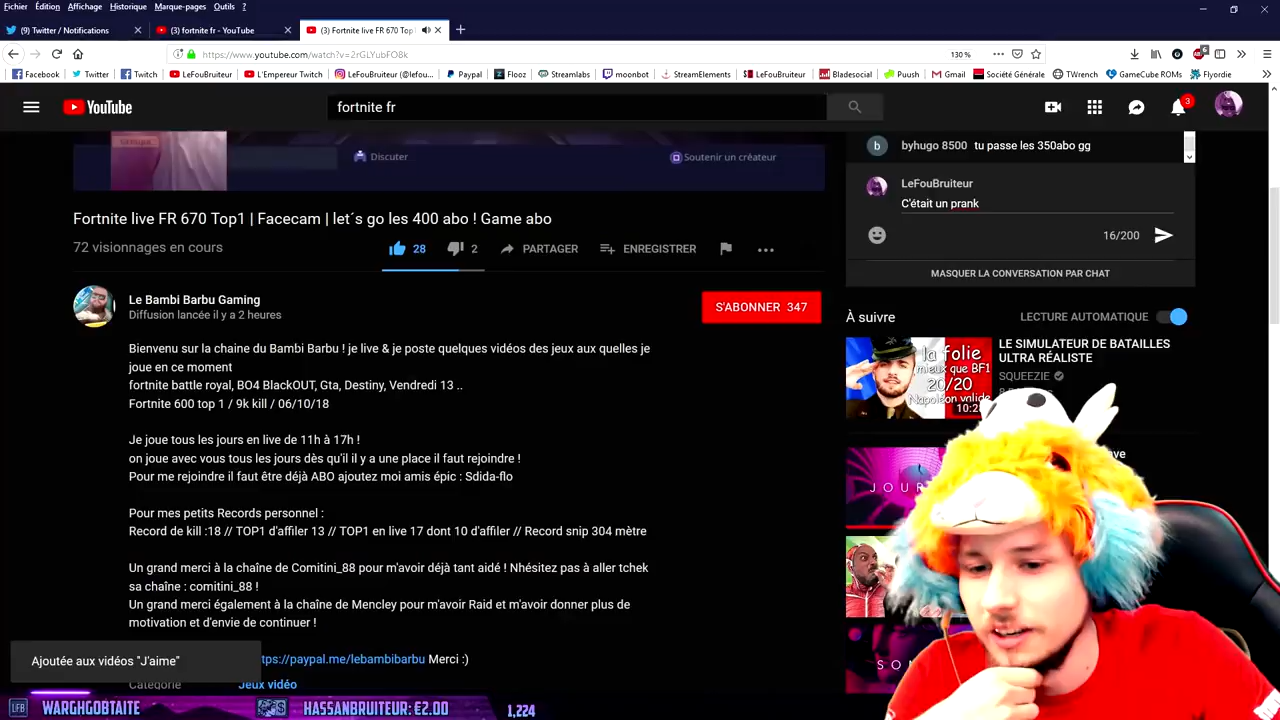 Fichier Édition Affichage Historique Marque-pages Outils ?
(3) Twitter / Notifications
(3) fortnite fr - YouTube
(3) Fortnite live FR 670 Top1
https://www.youtube.com/watch?v=2rGLYubFO8k
130 %
6
Facebook Twitter Twitch LeFouBruiteur L'Empereur Twitch LeFouBruiteur (@lefou... Paypal Flooz Streamlabs moonbot StreamElements LeFouBruiteur Bladesocial Puush Gmail Société Générale TWrench GameCube ROMs Flyordie
YouTube
fortnite fr
3
Discuter
Soutenir un créateur
b
byhugo 8500 tu passe les 350abo gg
LeFouBruiteur
C'était un prank
16/200
MASQUER LA CONVERSATION PAR CHAT
Fortnite live FR 670 Top1 | Facecam | let´s go les 400 abo ! Game abo
72 visionnages en cours
28
2
PARTAGER
ENREGISTRER
Le Bambi Barbu Gaming
Diffusion lancée il y a 2 heures
S'ABONNER 347
Bienvenu sur la chaine du Bambi Barbu ! je live & je poste quelques vidéos des jeux aux quelles je
joue en ce moment
fortnite battle royal, BO4 BlackOUT, Gta, Destiny, Vendredi 13 ..
Fortnite 600 top 1 / 9k kill / 06/10/18
Je joue tous les jours en live de 11h à 17h !
on joue avec vous tous les jours dès qu'il il y a une place il faut rejoindre !
Pour me rejoindre il faut être déjà ABO ajoutez moi amis épic : Sdida-flo
Pour mes petits Records personnel :
Record de kill :18 // TOP1 d'affiler 13 // TOP1 en live 17 dont 10 d'affiler // Record snip 304 mètre
Un grand merci à la chaîne de Comitini_88 pour m'avoir déjà tant aidé ! Nhésitez pas à aller tchek
sa chaîne : comitini_88 !
Un grand merci également à la chaîne de Mencley pour m'avoir Raid et m'avoir donner plus de
motivation et d'envie de continuer !
tps://paypal.me/lebambibarbu Merci :)
Catégorie
Jeux vidéo
Ajoutée aux vidéos "J'aime"
À suivre
LECTURE AUTOMATIQUE
la folie
mieux que BF1
20/20
Napoléon valide
10:2
LE SIMULATEUR DE BATAILLES
ULTRA RÉALISTE
SQUEEZIE
JOUR
SO
LFB
WARGHGOBTAITE
HASSANBRUITEUR: €2.00
1,224